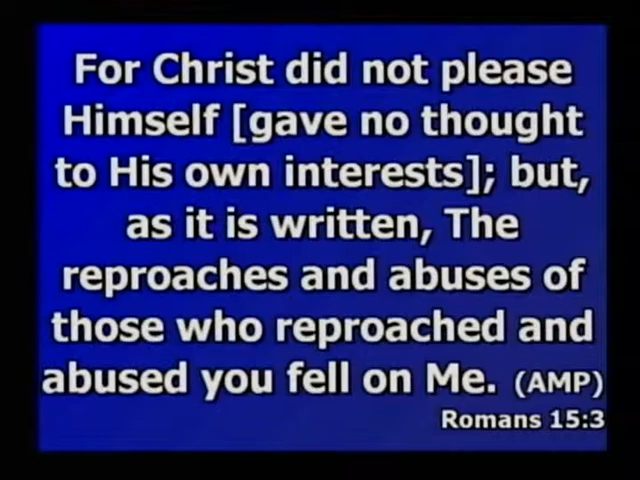 For Christ did not please
Himself [gave no thought
to His own interests]; but,
as it is written, The
reproaches and abuses of
those who reproached and
abused you fell on Me. (AMP)
Romans 15:3